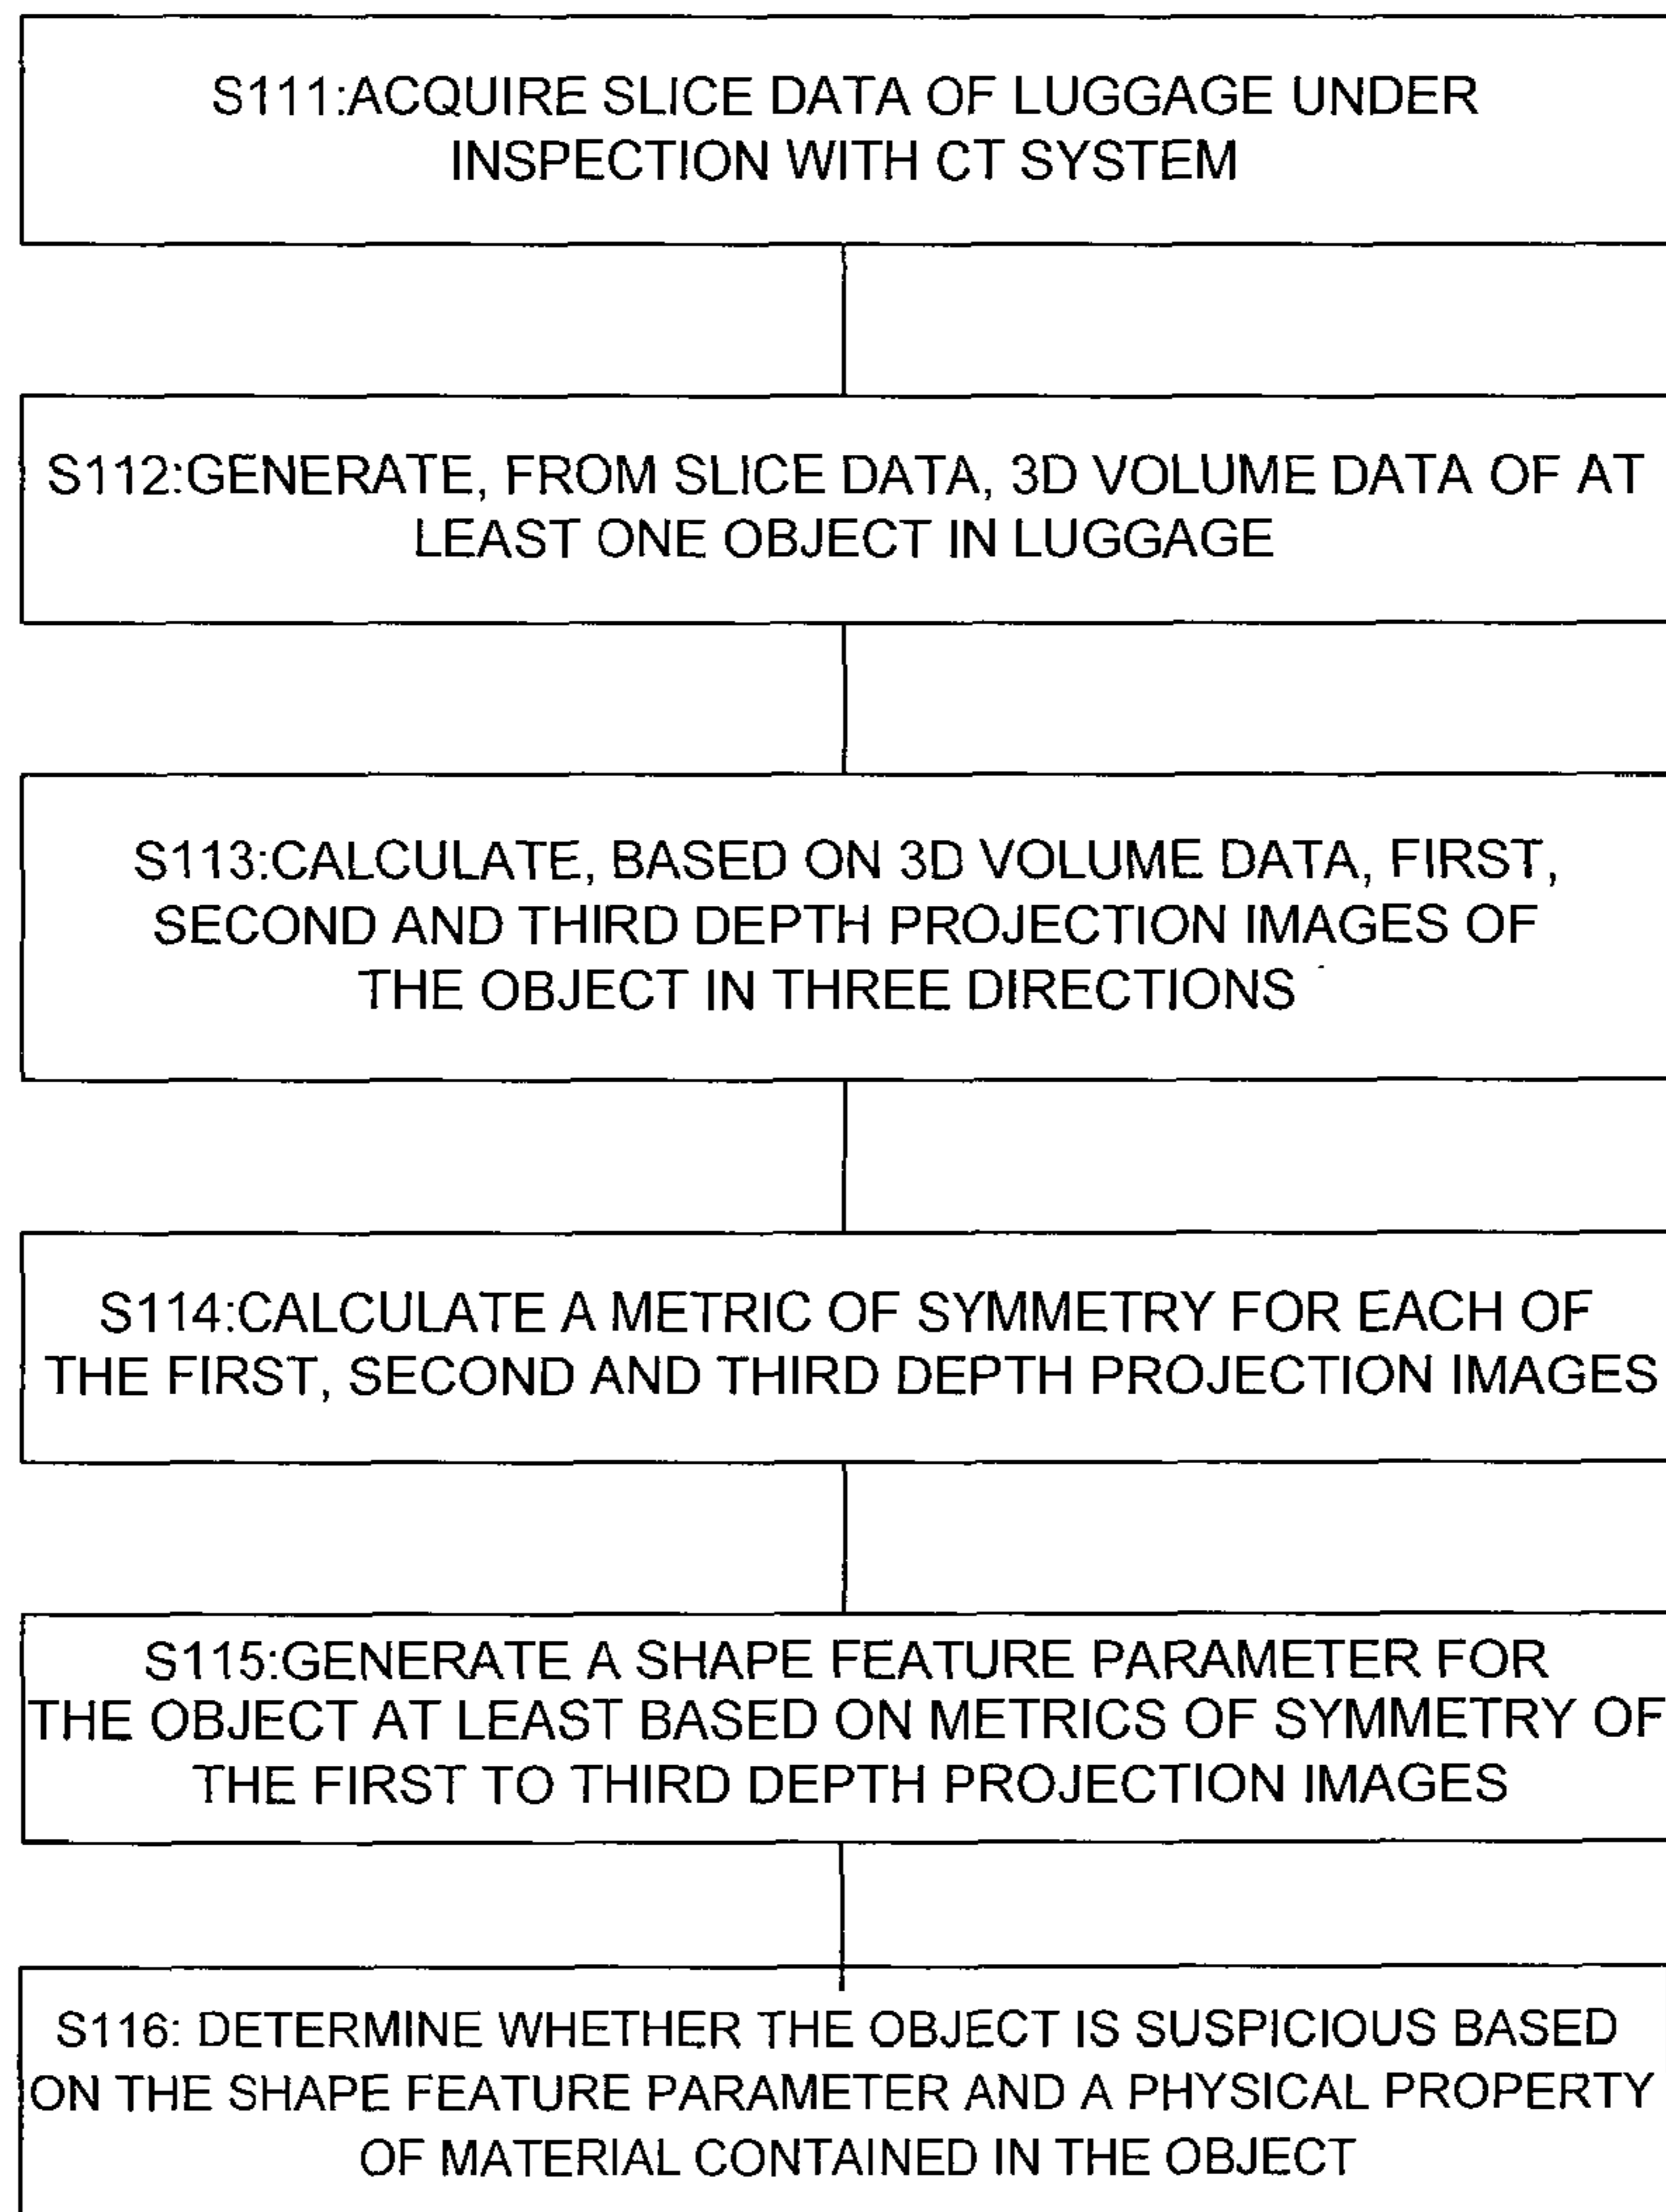 S111:ACQUIRE SLICE DATA OF LUGGAGE UNDER
INSPECTION WITH CT SYSTEM
S112:GENERATE, FROM SLICE DATA, 3D VOLUME DATA OF AT
LEAST ONE OBJECT IN LUGGAGE
S113:CALCULATE, BASED ON 3D VOLUME DATA, FIRST,
SECOND AND THIRD DEPTH PROJECTION IMAGES OF
THE OBJECT IN THREE DIRECTIONS
S114:CALCULATE A METRIC OF SYMMETRY FOR EACH OF
THE FIRST, SECOND AND THIRD DEPTH PROJECTION IMAGES
S115:GENERATE A SHAPE FEATURE PARAMETER FOR
THE OBJECT AT LEAST BASED ON METRICS OF SYMMETRY OF
THE FIRST TO THIRD DEPTH PROJECTION IMAGES
S116: DETERMINE WHETHER THE OBJECT IS SUSPICIOUS BASED
ON THE SHAPE FEATURE PARAMETER AND A PHYSICAL PROPERTY
OF MATERIAL CONTAINED IN THE OBJECT